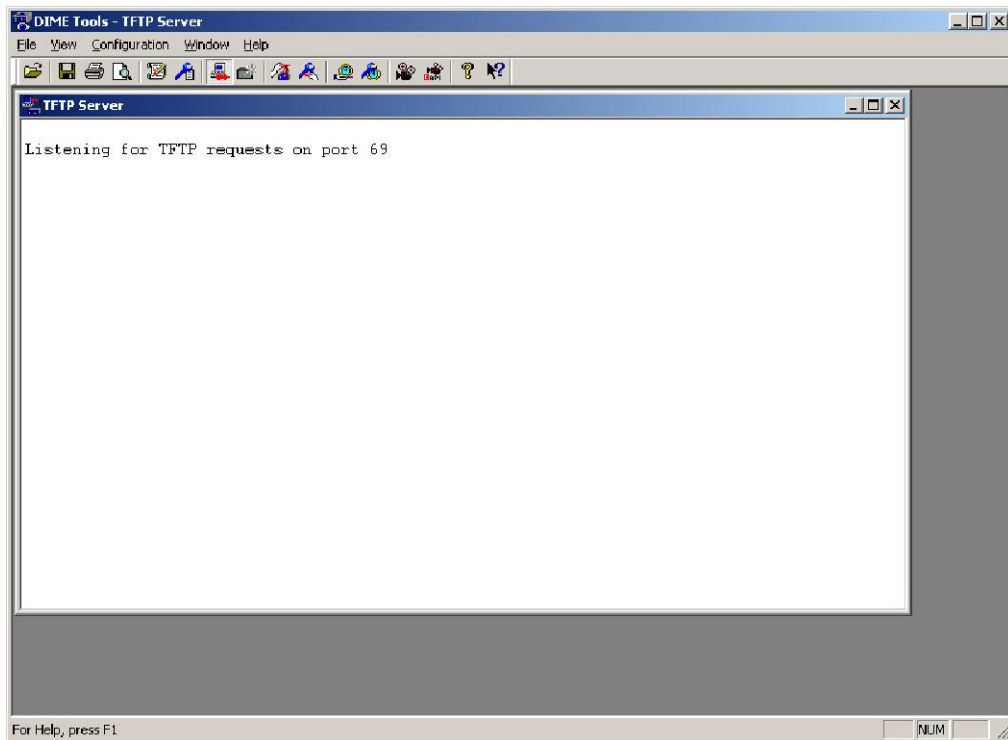 DIME Tools - TFTP Server
File View Configuration Window Help
TFTP Server
Listening for TFTP requests on port 69
For Help, press F1
NUM